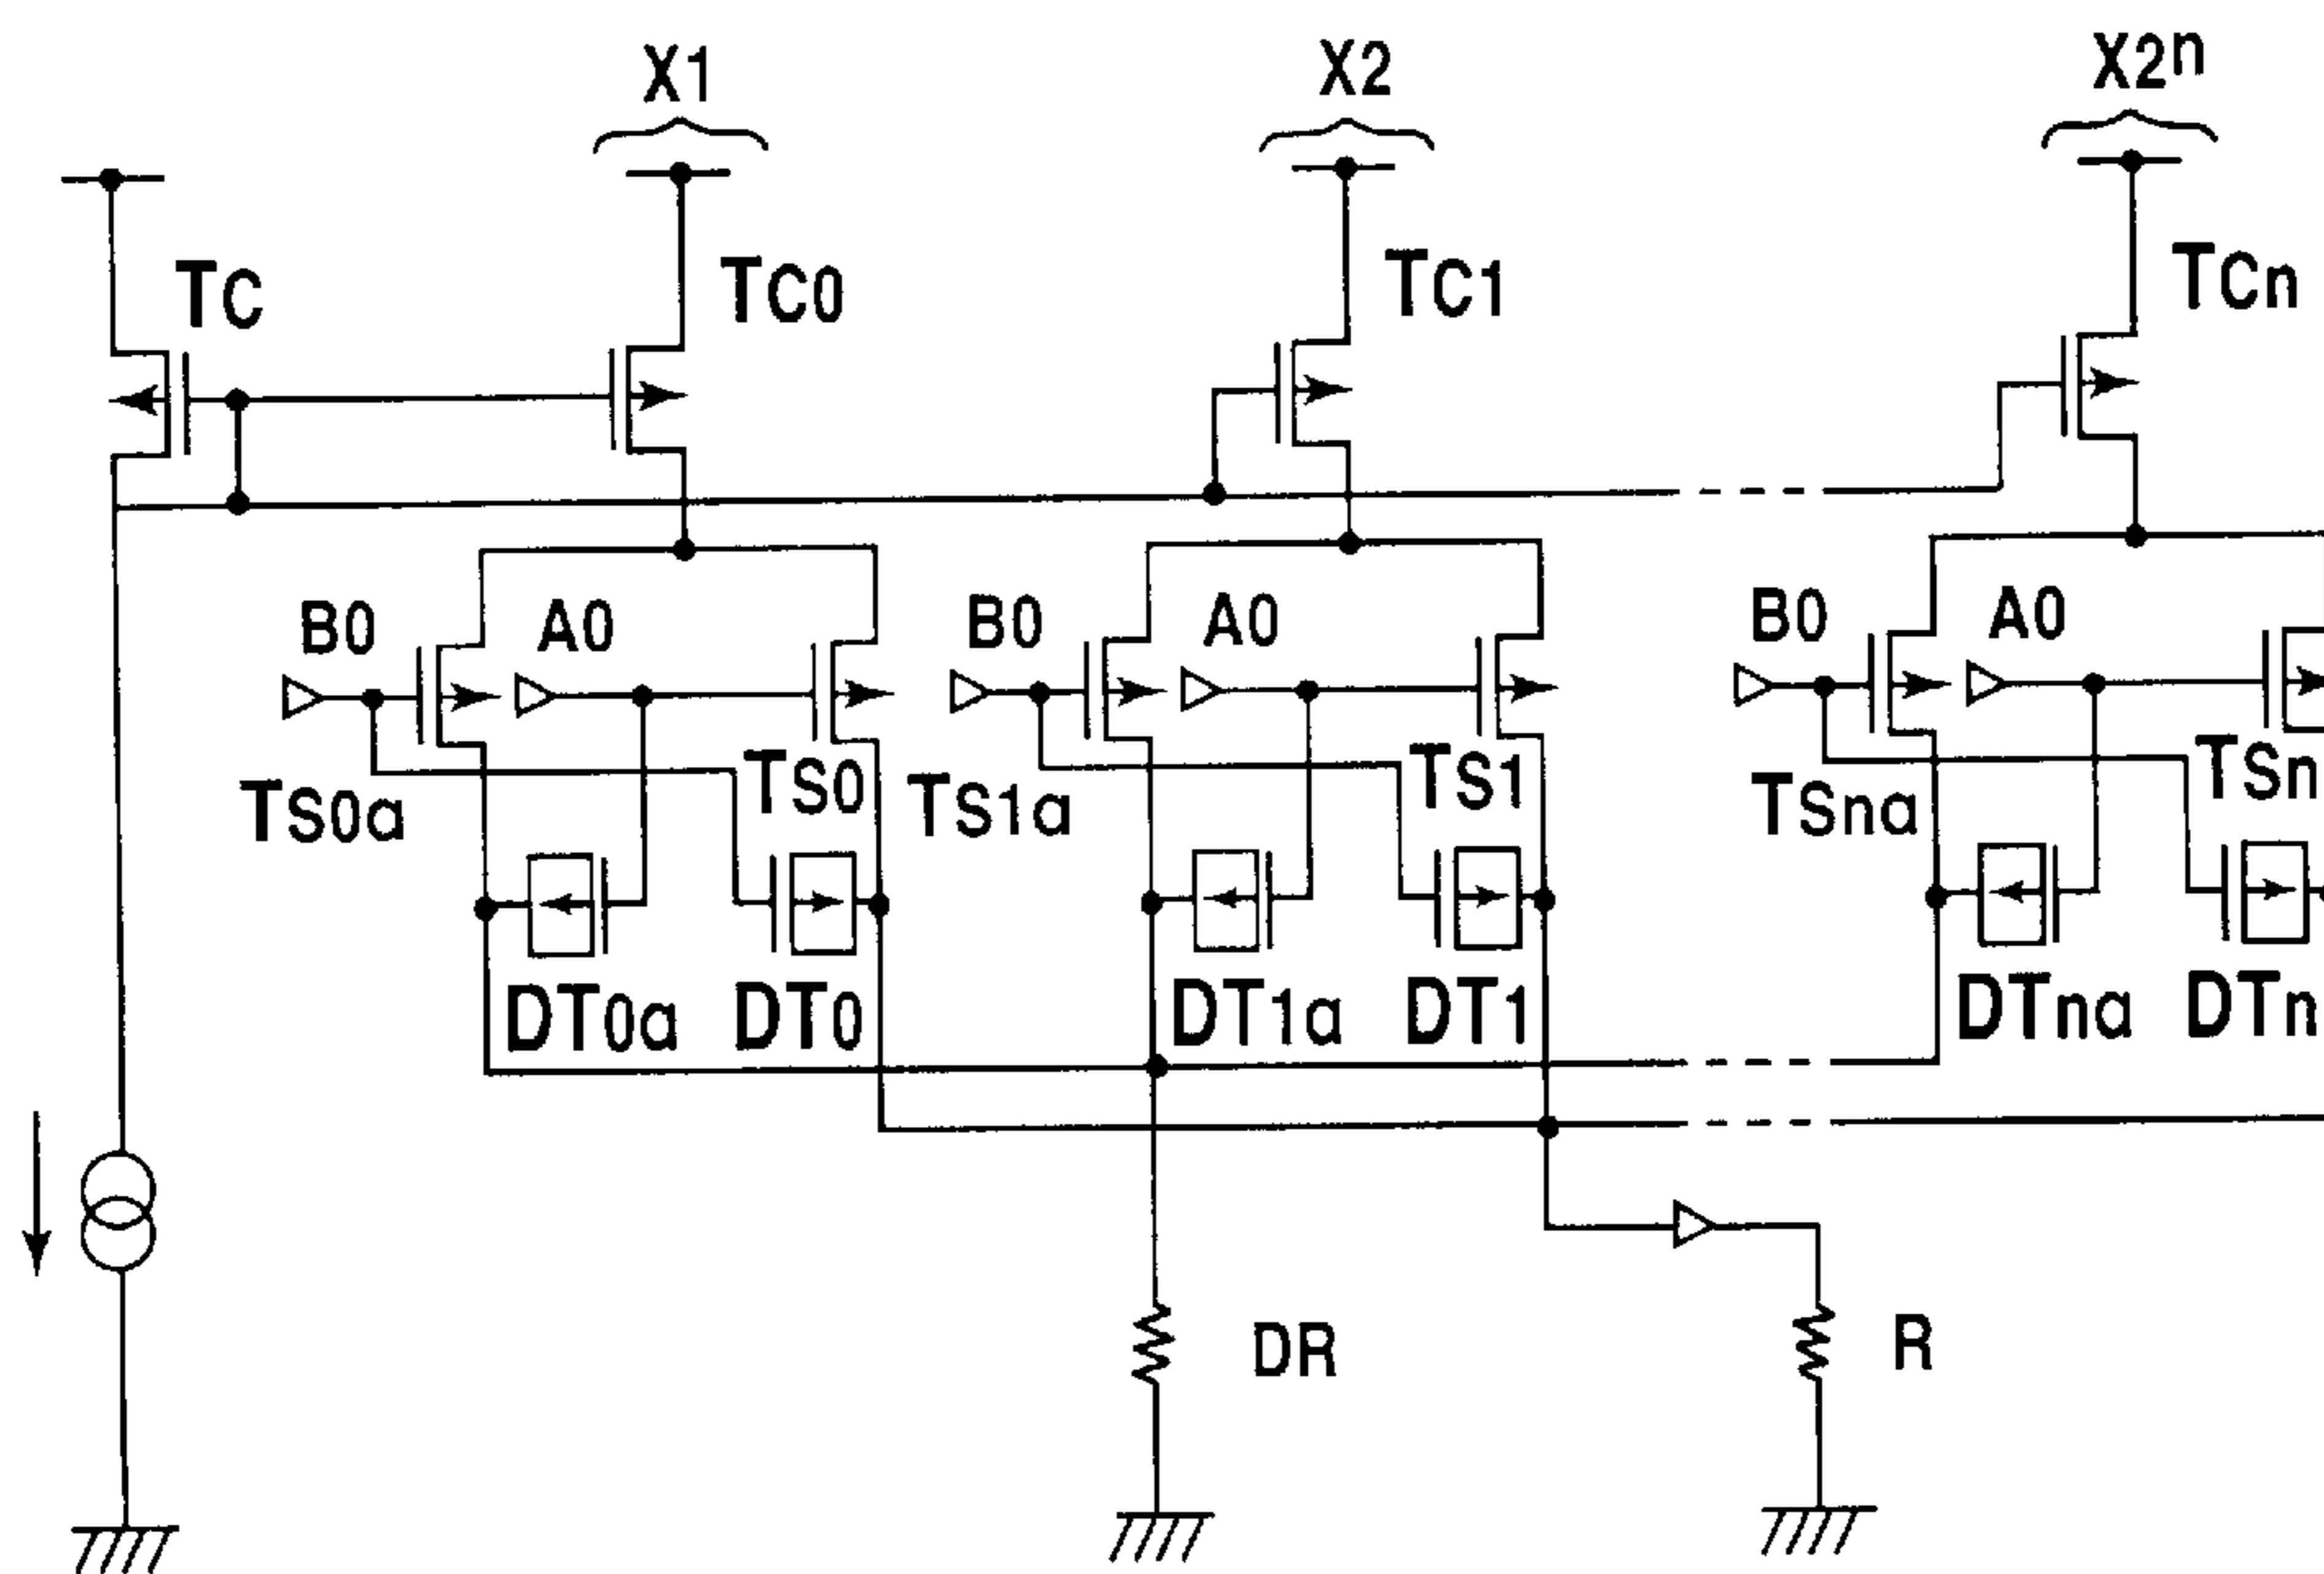 X1
X2
X2ⁿ
TC
TC0
TC1
TCn
B0
A0
B0
A0
B0
A0
TS0a
TS0
TS1a
TS1
TSna
TSn
DT0a
DT0
DT1a
DT1
DTna
DTn
DR
R